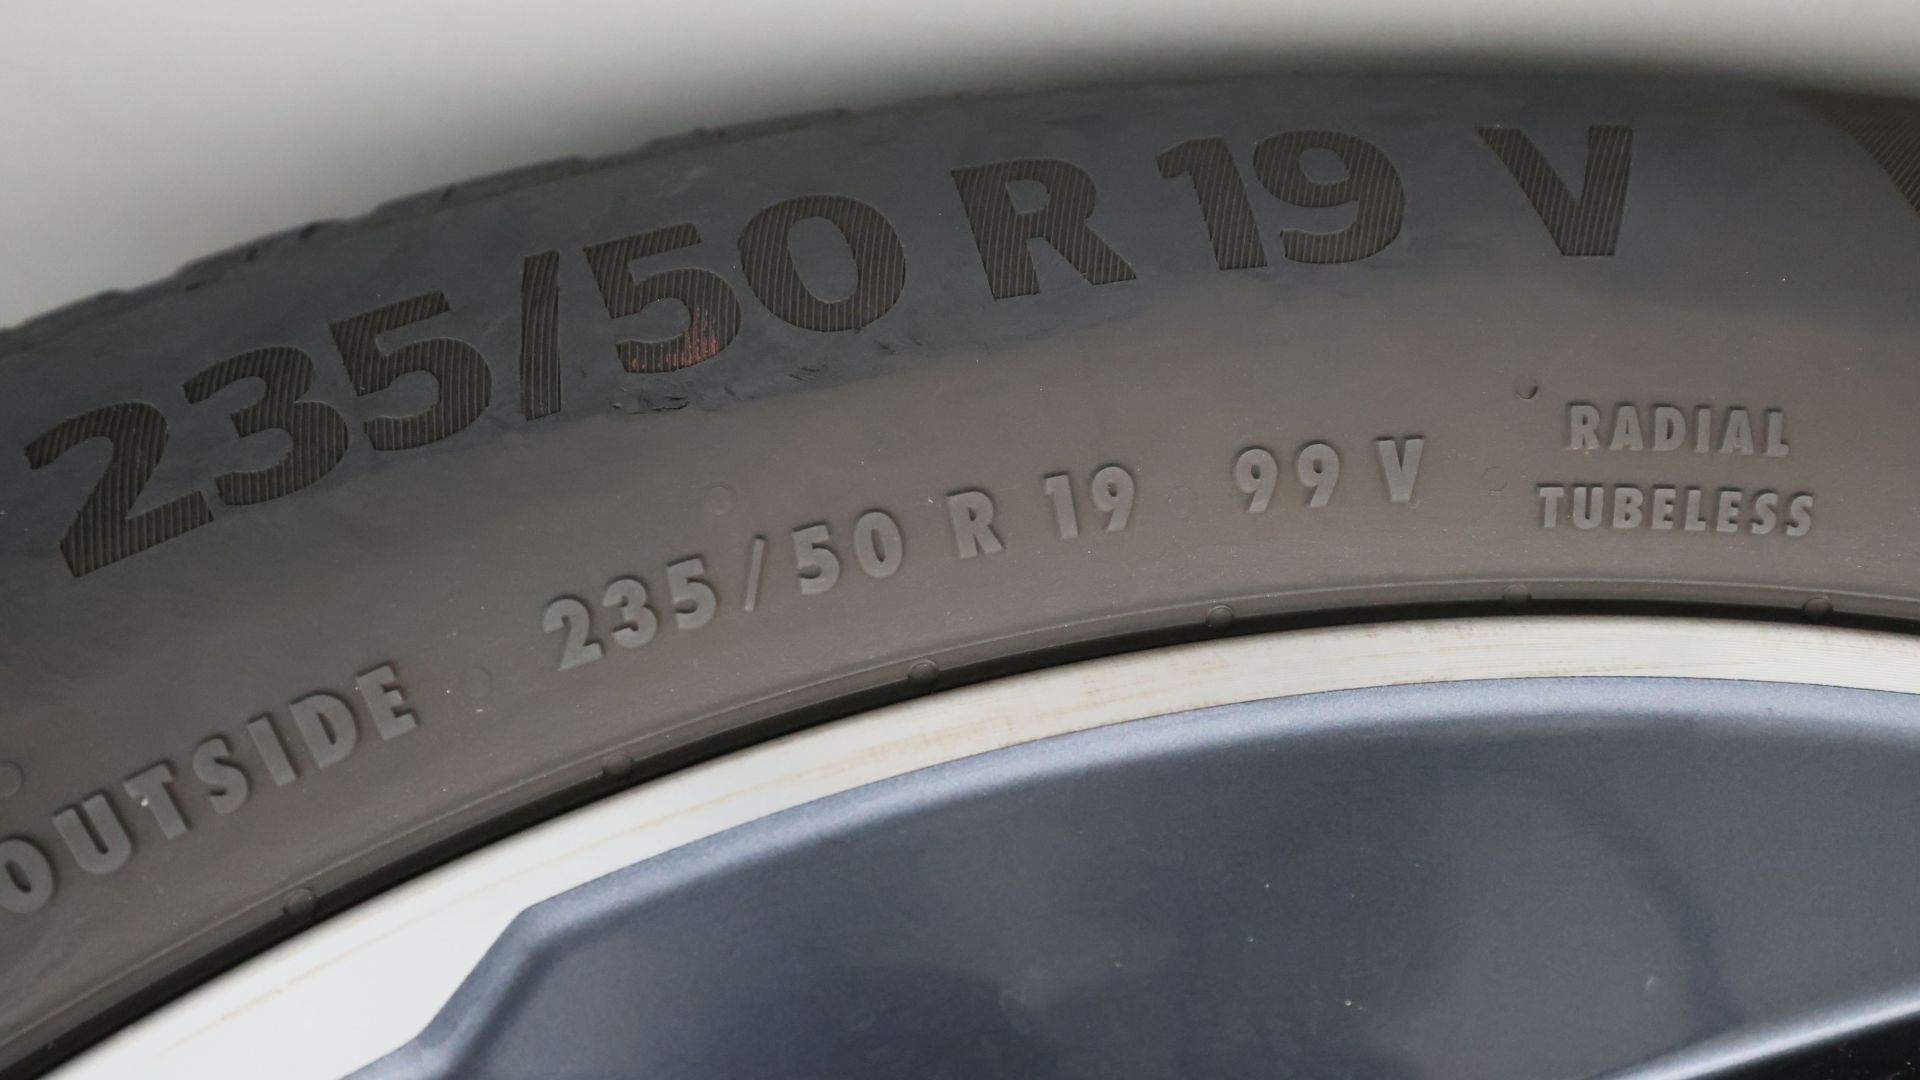 235/50 R 19 V
OUTSIDE 235/50 R 19 99 V
RADIAL
TUBELESS